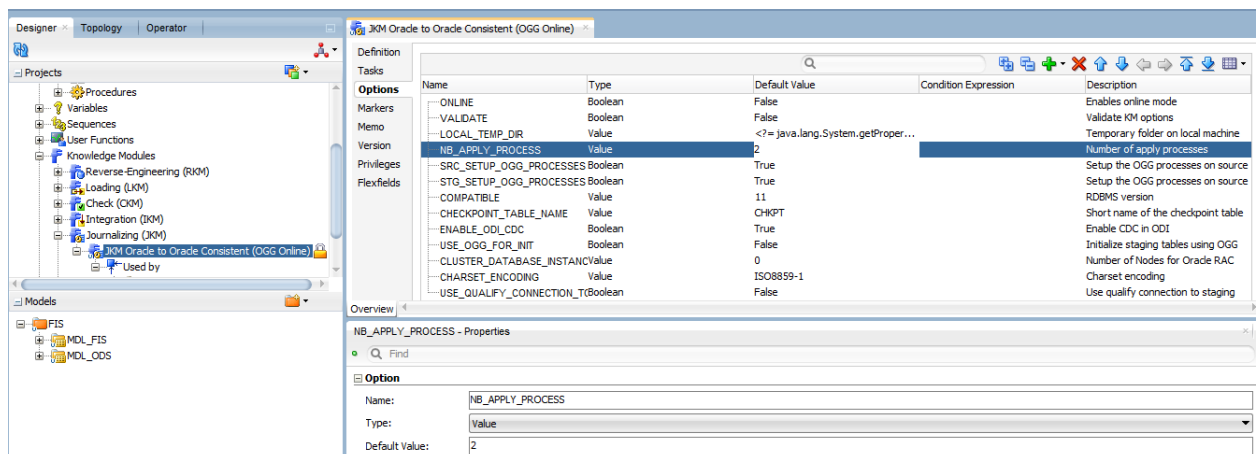 Designer
Topology
Operator
Projects
Procedures
Variables
Sequences
User Functions
Knowledge Modules
Reverse-Engineering (RKM)
Loading (LKM)
Check (CKM)
Integration (IKM)
Journalizing (JKM)
JKM Oracle to Oracle Consistent (OGG Online)
Used by
Models
FIS
MDL_FIS
MDL_ODS
JKM Oracle to Oracle Consistent (OGG Online)
Definition
Tasks
Options
Markers
Memo
Version
Privileges
Flexfields
Name Type Default Value Condition Expression Description
ONLINE Boolean False Enables online mode
VALIDATE Boolean False Validate KM options
LOCAL_TEMP_DIR Value <?= java.lang.System.getProper... Temporary folder on local machine
NB_APPLY_PROCESS Value 2 Number of apply processes
SRC_SETUP_OGG_PROCESSES Boolean True Setup the OGG processes on source
STG_SETUP_OGG_PROCESSES Boolean True Setup the OGG processes on source
COMPATIBLE Value 11 RDBMS version
CHECKPOINT_TABLE_NAME Value CHKPT Short name of the checkpoint table
ENABLE_ODI_CDC Boolean True Enable CDC in ODI
USE_OGG_FOR_INIT Boolean False Initialize staging tables using OGG
CLUSTER_DATABASE_INSTANC Value 0 Number of Nodes for Oracle RAC
CHARSET_ENCODING Value ISO8859-1 Charset encoding
USE_QUALIFY_CONNECTION_T( Boolean False Use qualify connection to staging
Overview
NB_APPLY_PROCESS - Properties
Find
Option
Name: NB_APPLY_PROCESS
Type: Value
Default Value: 2